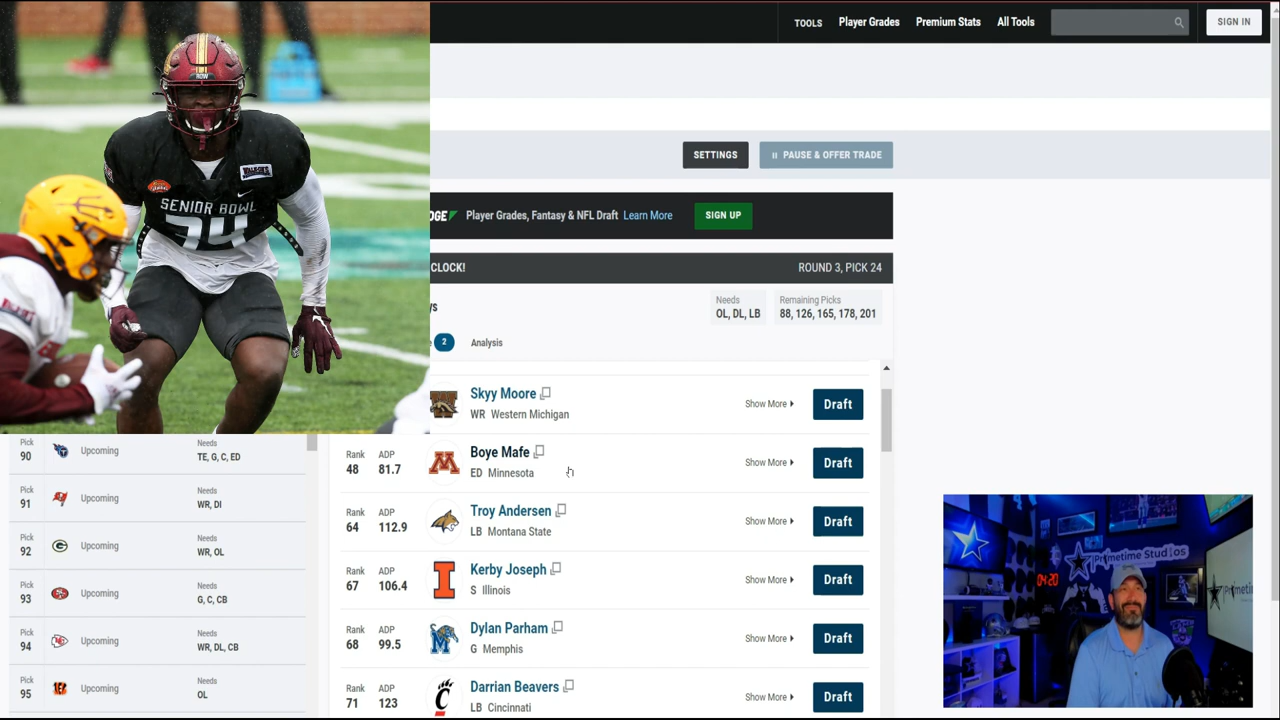 TOOLS Player Grades Premium Stats All Tools SIGN IN
SETTINGS PAUSE & OFFER TRADE
Player Grades, Fantasy & NFL Draft Learn More SIGN UP
CLOCK! ROUND 3, PICK 24
Needs
OL, DL, LB
Remaining Picks
88, 126, 165, 178, 201
2 Analysis
SENIOR BOWL
Skyy Moore
WR Western Michigan
Show More Draft
Rank
48
ADP
81.7
Boye Mafe
ED Minnesota
Show More Draft
Rank
64
ADP
112.9
Troy Andersen
LB Montana State
Show More Draft
Rank
67
ADP
106.4
Kerby Joseph
S Illinois
Show More Draft
Rank
68
ADP
99.5
Dylan Parham
G Memphis
Show More Draft
Rank
71
ADP
123
Darrian Beavers
LB Cincinnati
Show More Draft
Pick
90
Upcoming
Needs
TE, G, C, ED
Pick
91
Upcoming
Needs
WR, DI
Pick
92
Upcoming
Needs
WR, OL
Pick
93
Upcoming
Needs
G, C, CB
Pick
94
Upcoming
Needs
WR, DL, CB
Pick
95
Upcoming
Needs
OL
Primetime Studios
04:20